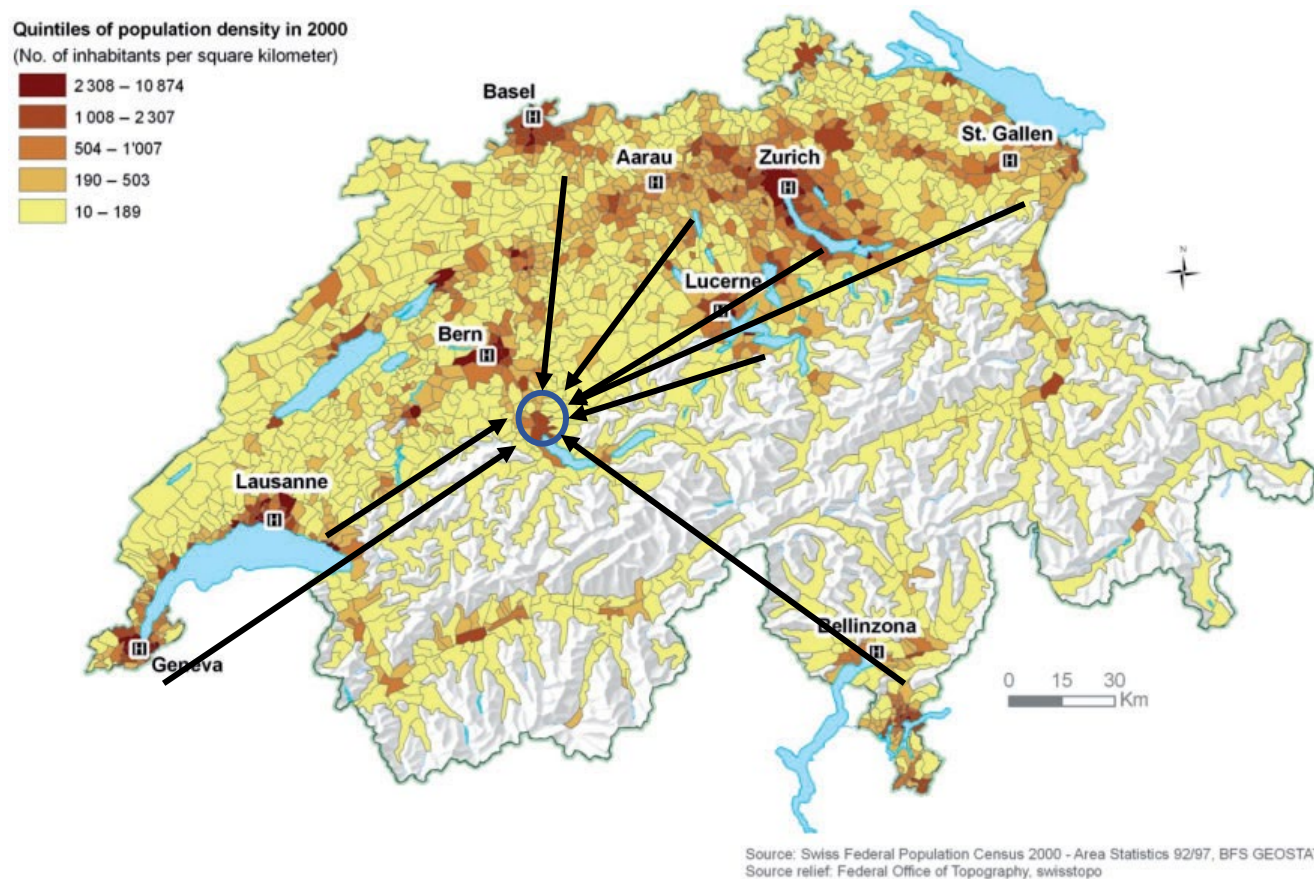 Quintiles of population density in 2000
(No. of inhabitants per square kilometer)
2 308 – 10 874
1 008 – 2 307
504 – 1'007
190 – 503
10 – 189
Basel
H
Aarau
H
Zurich
H
St. Gallen
H
N
Lucerne
H
Bern
H
Lausanne
H
Bellinzona
H
H
Geneva
0 15 30
Km
Source: Swiss Federal Population Census 2000 - Area Statistics 92/97, BFS GEOSTA
Source relief: Federal Office of Topography, swisstopo